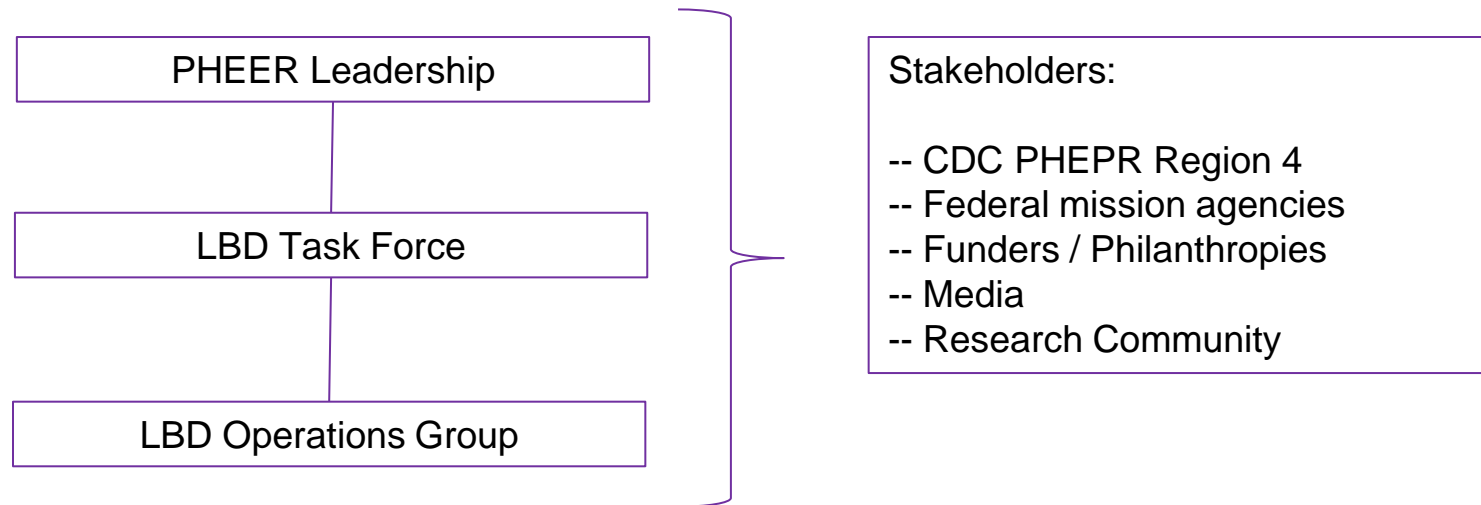 PHEER Leadership
LBD Task Force
LBD Operations Group
Stakeholders:
-- CDC PHEPR Region 4
-- Federal mission agencies
-- Funders / Philanthropies
-- Media
-- Research Community